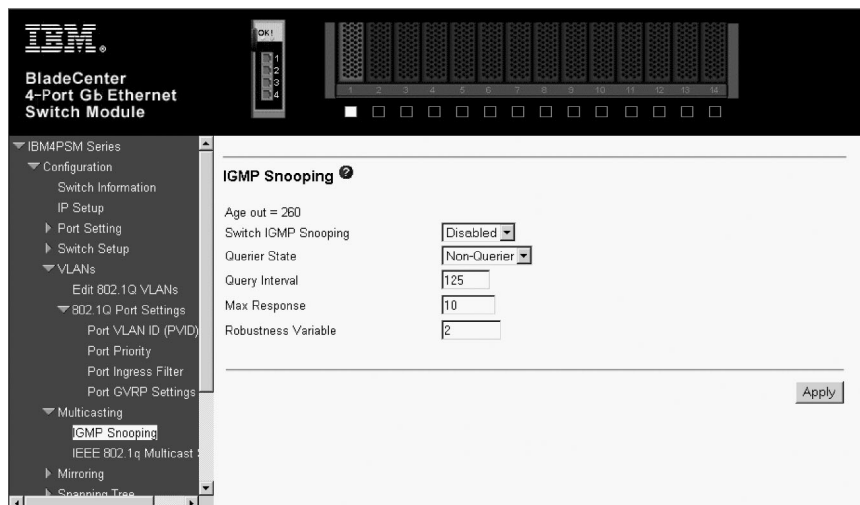 IBM®
BladeCenter
4-Port Gb Ethernet
Switch Module
OK!
1
2
3
4
1 2 3 4 5 6 7 8 9 10 11 12 13 14
IBM4PSM Series
Configuration
Switch Information
IP Setup
Port Setting
Switch Setup
VLANs
Edit 802.1Q VLANs
802.1Q Port Settings
Port VLAN ID (PVID)
Port Priority
Port Ingress Filter
Port GVRP Settings
Multicasting
IGMP Snooping
IEEE 802.1q Multicast
Mirroring
Spanning Tree
IGMP Snooping ?
Age out = 260
Switch IGMP Snooping Disabled
Querier State Non-Querier
Query Interval 125
Max Response 10
Robustness Variable 2
Apply